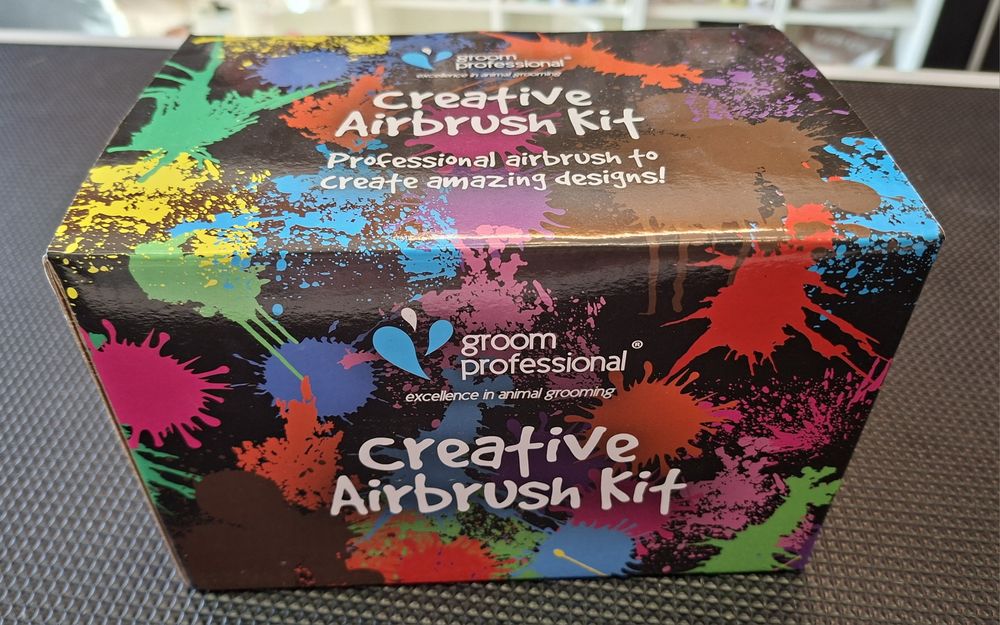 groom
professional®
excellence in animal grooming
Creative
Airbrush Kit
Professional airbrush to
create amazing designs!
groom
professional®
excellence in animal grooming
Creative
Airbrush Kit